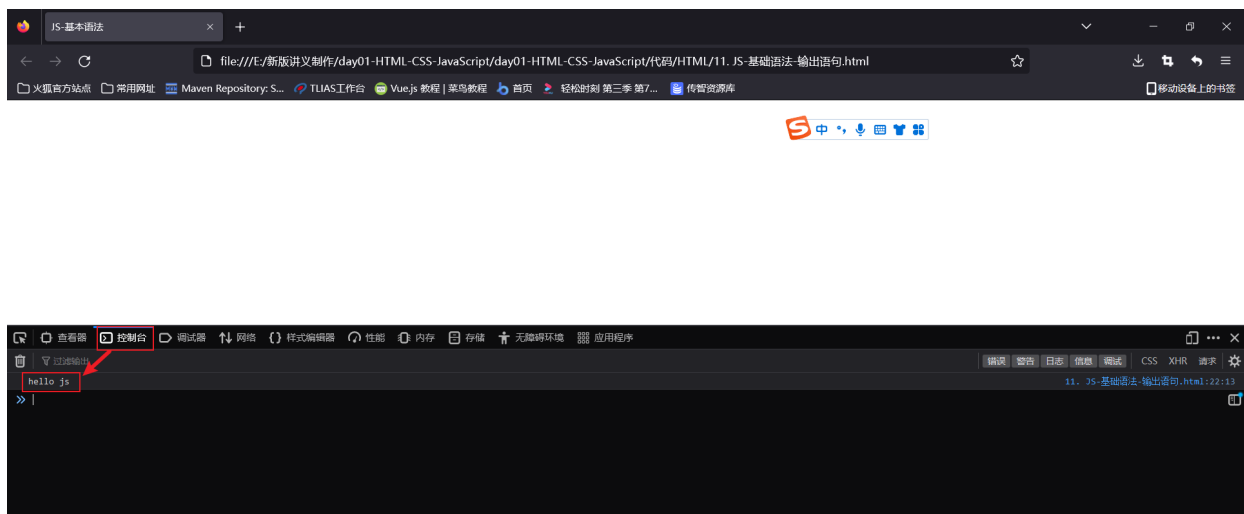 JS-基本语法
file:///E:/新版讲义制作/day01-HTML-CSS-JavaScript/day01-HTML-CSS-JavaScript/代码/HTML/11. JS-基础语法-输出语句.html
火狐官方站点 常用网址 Maven Repository: S... TLIAS工作台 Vue.js 教程 | 菜鸟教程 首页 轻松时刻 第三季 第7... 传智资源库 移动设备上的书签
中
查看器 控制台 调试器 网络 {} 样式编辑器 性能 内存 存储 无障碍环境 应用程序
过滤输出 错误 警告 日志 信息 调试 CSS XHR 请求
hello js 11. JS-基础语法-输出语句.html:22:13